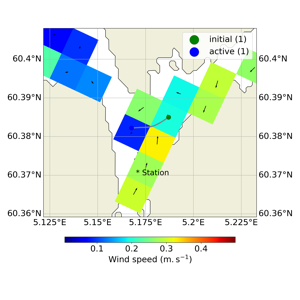 initial (1)
active (1)
60.4°N
60.4°N
60.39°N
60.39°N
60.38°N
60.38°N
60.37°N
60.37°N
Station
60.36°N
60.36°N
5.125°E 5.15°E 5.175°E 5.2°E 5.225°E
0.1 0.2 0.3 0.4
Wind speed (m. s⁻¹)